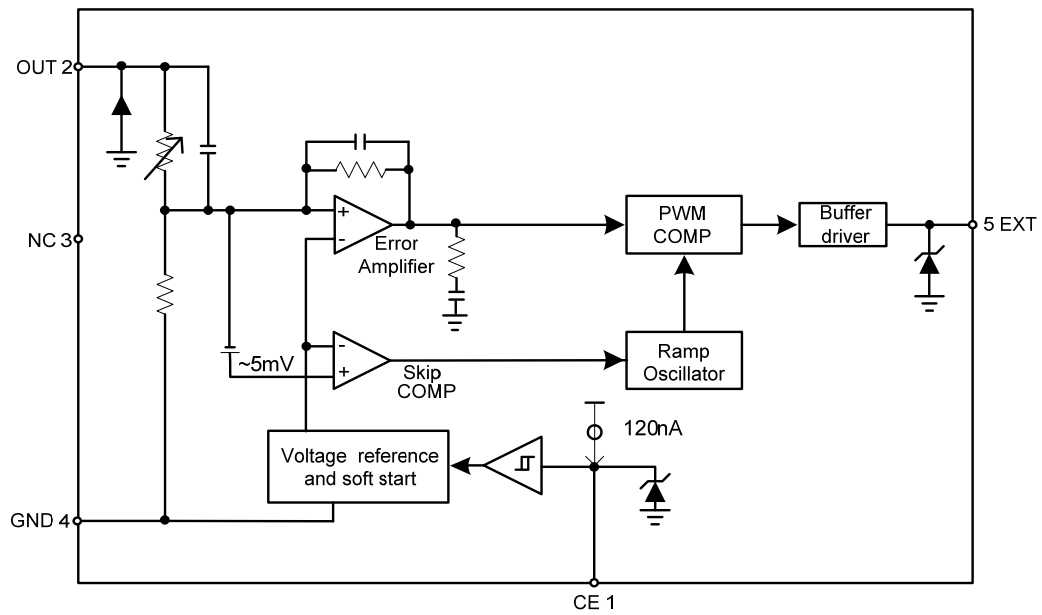 OUT 2
NC 3
GND 4
+
-
Error
Amplifier
PWM
COMP
Buffer
driver
5 EXT
~5mV
-
+
Skip
COMP
Ramp
Oscillator
Voltage reference
and soft start
120nA
CE 1